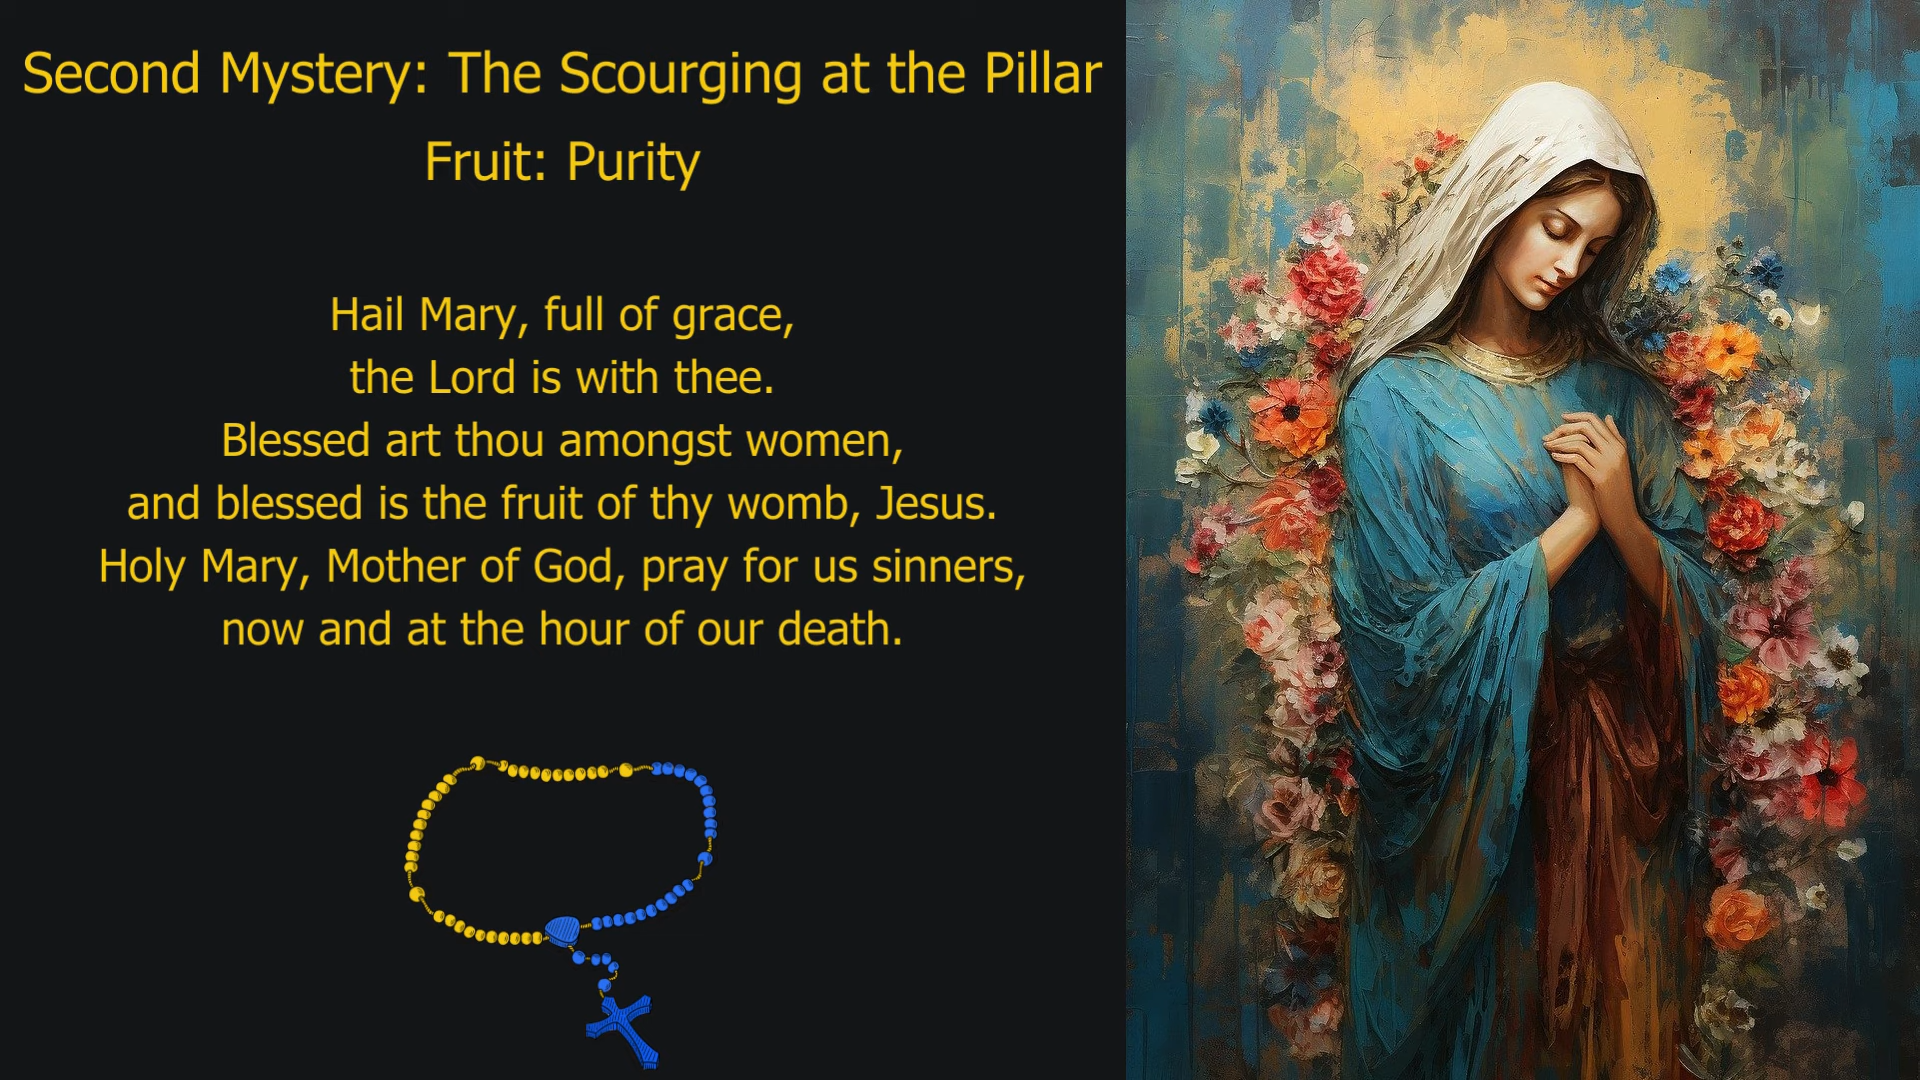 Second Mystery: The Scourging at the Pillar
Fruit: Purity
Hail Mary, full of grace,
the Lord is with thee.
Blessed art thou amongst women,
and blessed is the fruit of thy womb, Jesus.
Holy Mary, Mother of God, pray for us sinners,
now and at the hour of our death.